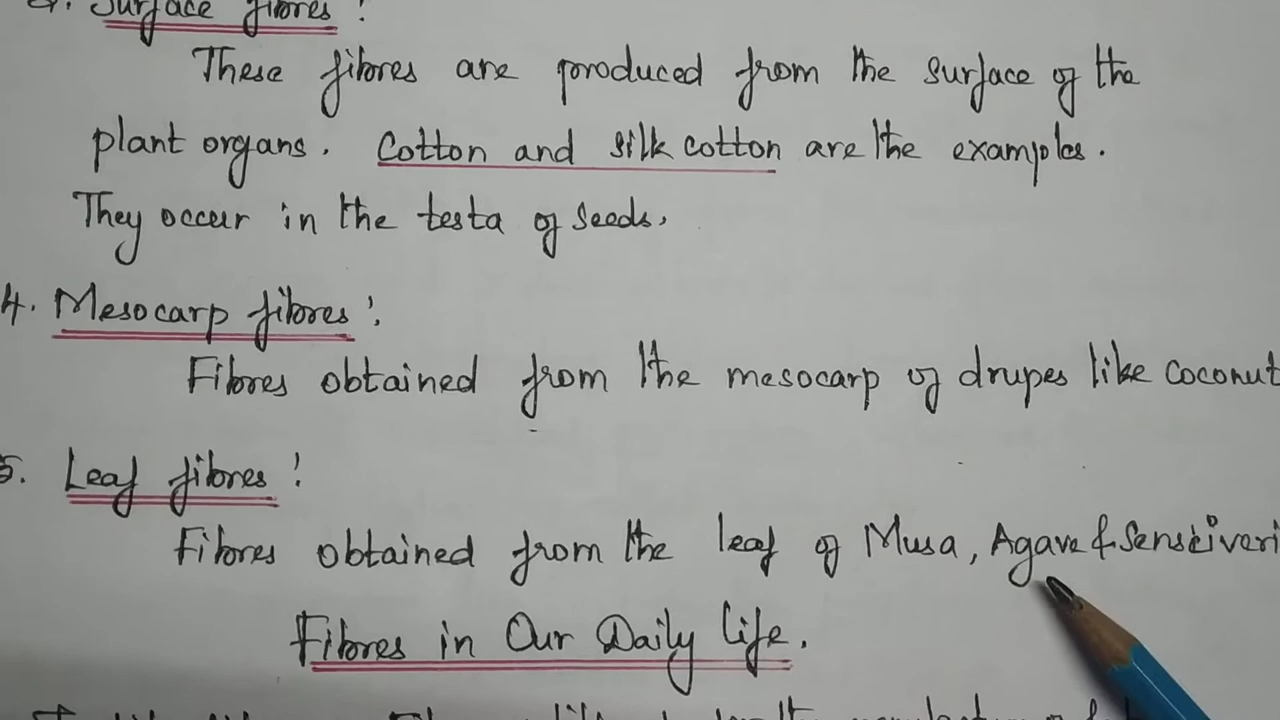 Surface fibres :
These fibres are produced from the surface of the
plant organs. Cotton and silk cotton are the examples.
They occur in the testa of seeds.
4. Mesocarp fibres :
Fibres obtained from the mesocarp of drupes like coconut
5. Leaf fibres :
Fibres obtained from the leaf of Musa, Agave &
Fibres in Our Daily life.